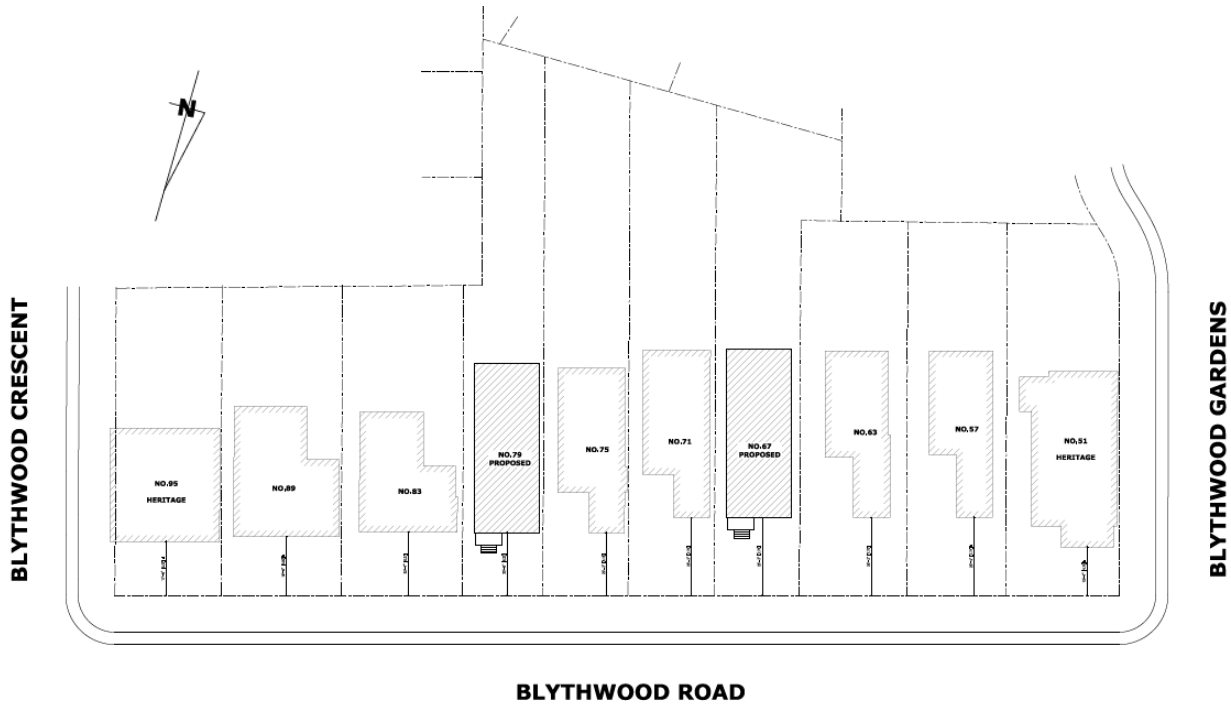 N
BLYTHWOOD CRESCENT
BLYTHWOOD GARDENS
NO.95
HERITAGE
NO.89
NO.83
NO.79
PROPOSED
NO.75
NO.71
NO.67
PROPOSED
NO.63
NO.57
NO.51
HERITAGE
BLYTHWOOD ROAD